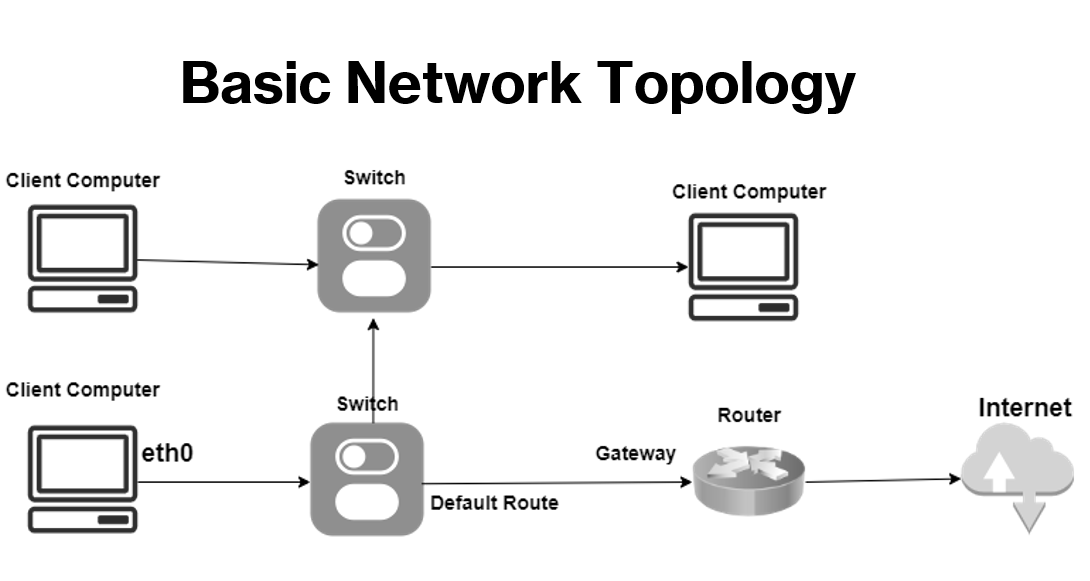 Basic Network Topology
Client Computer
Switch
Client Computer
Client Computer
eth0
Switch
Default Route
Gateway
Router
Internet